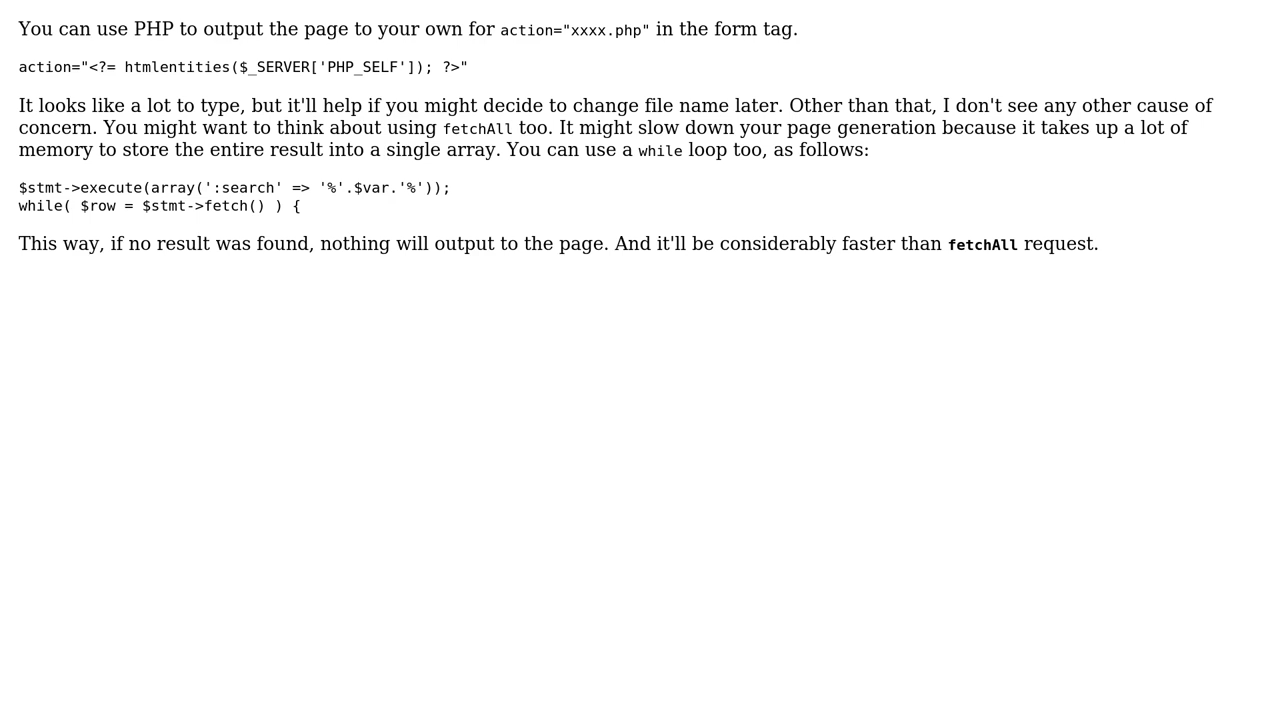 You can use PHP to output the page to your own for action="xxxx.php" in the form tag.
action="<?= htmlentities($_SERVER['PHP_SELF']); ?>"
It looks like a lot to type, but it'll help if you might decide to change file name later. Other than that, I don't see any other cause of
concern. You might want to think about using fetchAll too. It might slow down your page generation because it takes up a lot of
memory to store the entire result into a single array. You can use a while loop too, as follows:
$stmt->execute(array(':search' => '%'.$var.'%'));
while( $row = $stmt->fetch() ) {
This way, if no result was found, nothing will output to the page. And it'll be considerably faster than fetchAll request.